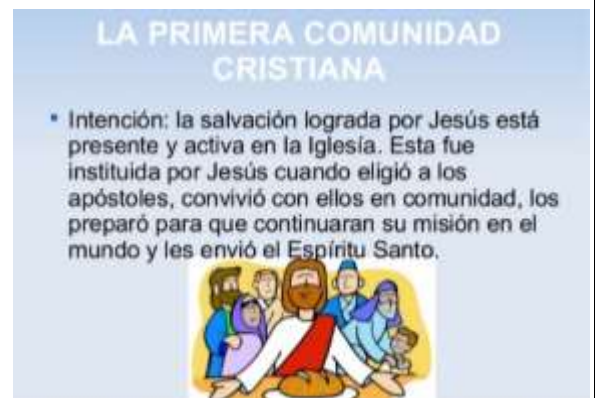 LA PRIMERA COMUNIDAD
CRISTIANA
Intención: la salvación lograda por Jesús está
presente y activa en la Iglesía. Esta fue
instituida por Jesús cuando eligió a los
apóstoles, convivió con ellos en comunidad, los
preparó para que continuaran su misión en el
mundo y les envió el Espíritu Santo.